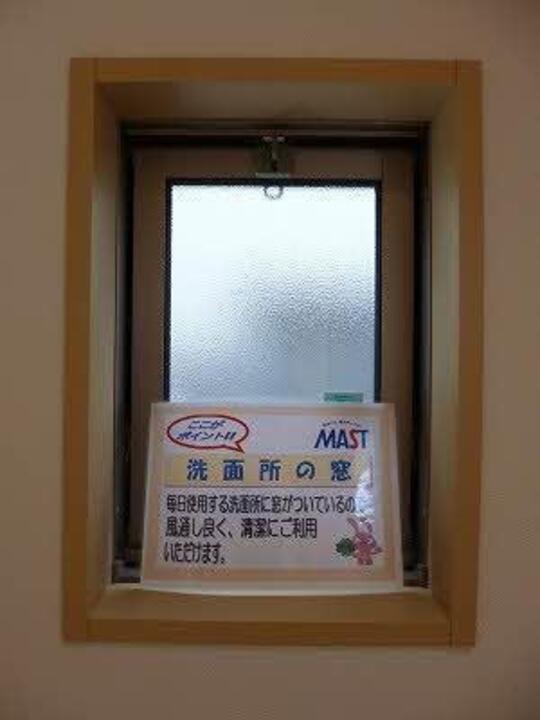 ここが
ポイント!!
MAST
洗面所の窓
毎日使用する洗面所に窓がついているの
風通し良く、清潔にご利用
いただけます。